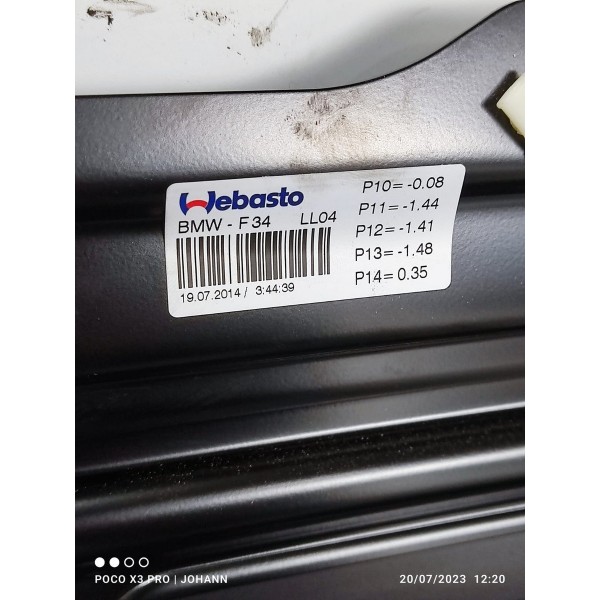 Webasto
BMW - F34 LL04
19.07.2014 / 3:44:39
P10= -0.08
P11= -1.44
P12= -1.41
P13= -1.48
P14= 0.35
POCO X3 PRO | JOHANN
20/07/2023 12:20